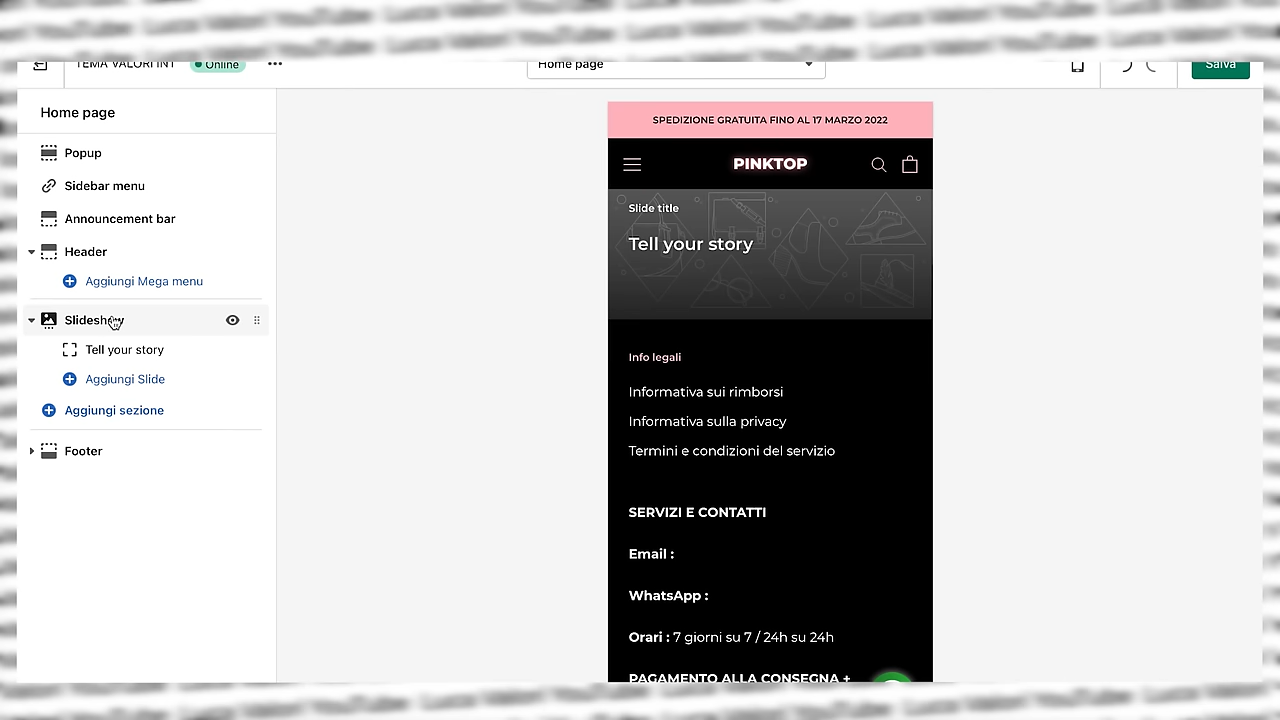 TEMA VALORI INT
Online
Home page
Salva
Home page
Popup
Sidebar menu
Announcement bar
Header
Aggiungi Mega menu
Slideshow
Tell your story
Aggiungi Slide
Aggiungi sezione
Footer
SPEDIZIONE GRATUITA FINO AL 17 MARZO 2022
PINKTOP
Slide title
Tell your story
Info legali
Informativa sui rimborsi
Informativa sulla privacy
Termini e condizioni del servizio
SERVIZI E CONTATTI
Email :
WhatsApp :
Orari : 7 giorni su 7 / 24h su 24h
PAGAMENTO ALLA CONSEGNA +